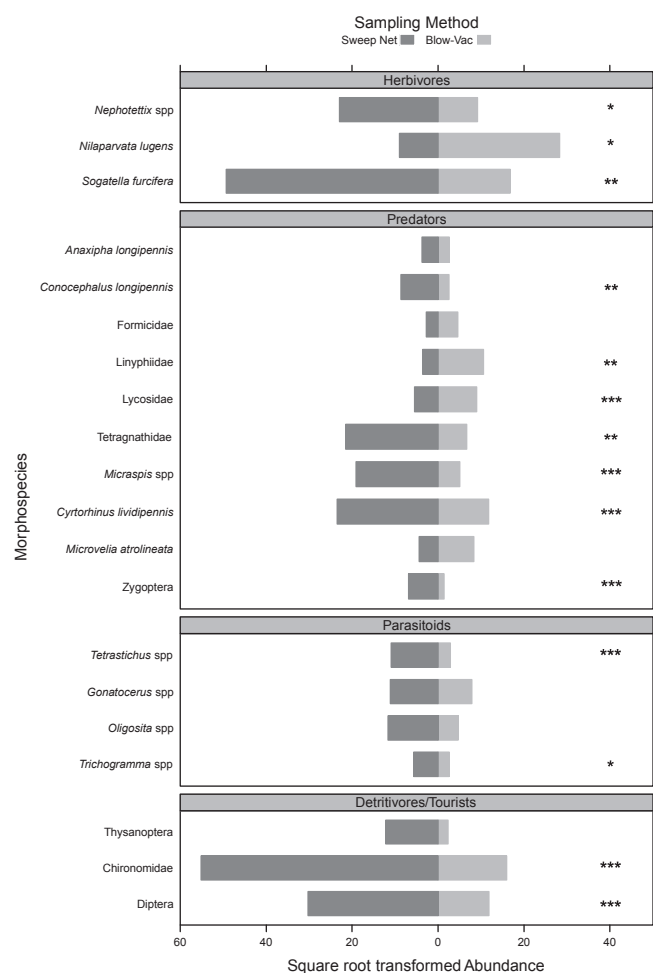 Sampling Method
Sweep Net Blow-Vac
Herbivores
Nephotettix spp *
Nilaparvata lugens *
Sogatella furcifera **
Predators
Anaxipha longipennis
Conocephalus longipennis **
Formicidae
Linyphiidae **
Lycosidae ***
Tetragnathidae **
Micraspis spp ***
Cyrtorhinus lividipennis ***
Microvelia atrolineata
Zygoptera ***
Morphospecies
Parasitoids
Tetrastichus spp ***
Gonatocerus spp
Oligosita spp
Trichogramma spp *
Detritivores/Tourists
Thysanoptera
Chironomidae ***
Diptera ***
60 40 20 0 20 40
Square root transformed Abundance